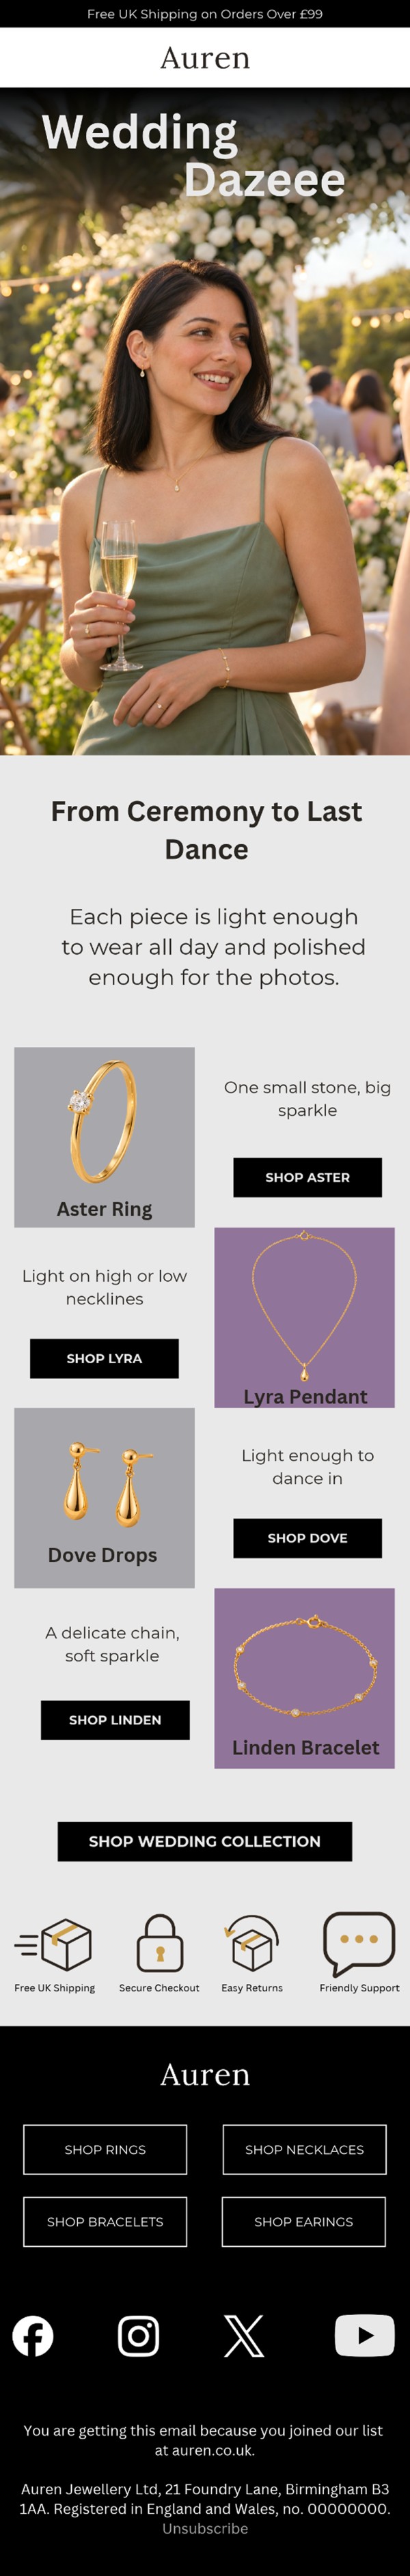 Free UK Shipping on Orders Over £99
Auren
Wedding
Dazeee
From Ceremony to Last
Dance
Each piece is light enough
to wear all day and polished
enough for the photos.
Aster Ring
One small stone, big
sparkle
SHOP ASTER
Light on high or low
necklines
SHOP LYRA
Lyra Pendant
Dove Drops
Light enough to
dance in
SHOP DOVE
A delicate chain,
soft sparkle
SHOP LINDEN
Linden Bracelet
SHOP WEDDING COLLECTION
Free UK Shipping
Secure Checkout
Easy Returns
Friendly Support
Auren
SHOP RINGS
SHOP NECKLACES
SHOP BRACELETS
SHOP EARINGS
You are getting this email because you joined our list
at auren.co.uk.
Auren Jewellery Ltd, 21 Foundry Lane, Birmingham B3
1AA. Registered in England and Wales, no. 00000000.
Unsubscribe